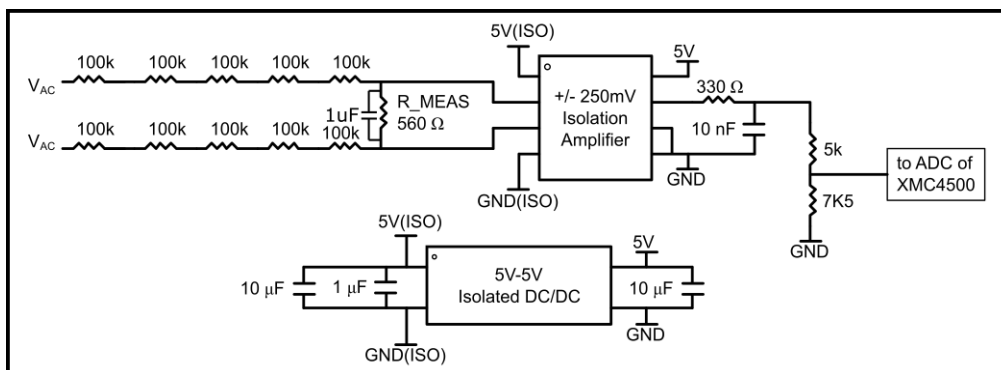 5V(ISO)
100k 100k 100k 100k 100k
5V
V_AC
R_MEAS
560 Ω
1uF
+/- 250mV
Isolation
Amplifier
330 Ω
10 nF
100k 100k 100k 100k 100k
V_AC
5k
to ADC of
XMC4500
GND
GND(ISO)
7K5
GND
5V(ISO)
5V
10 μF
1 μF
5V-5V
Isolated DC/DC
10 μF
GND
GND(ISO)